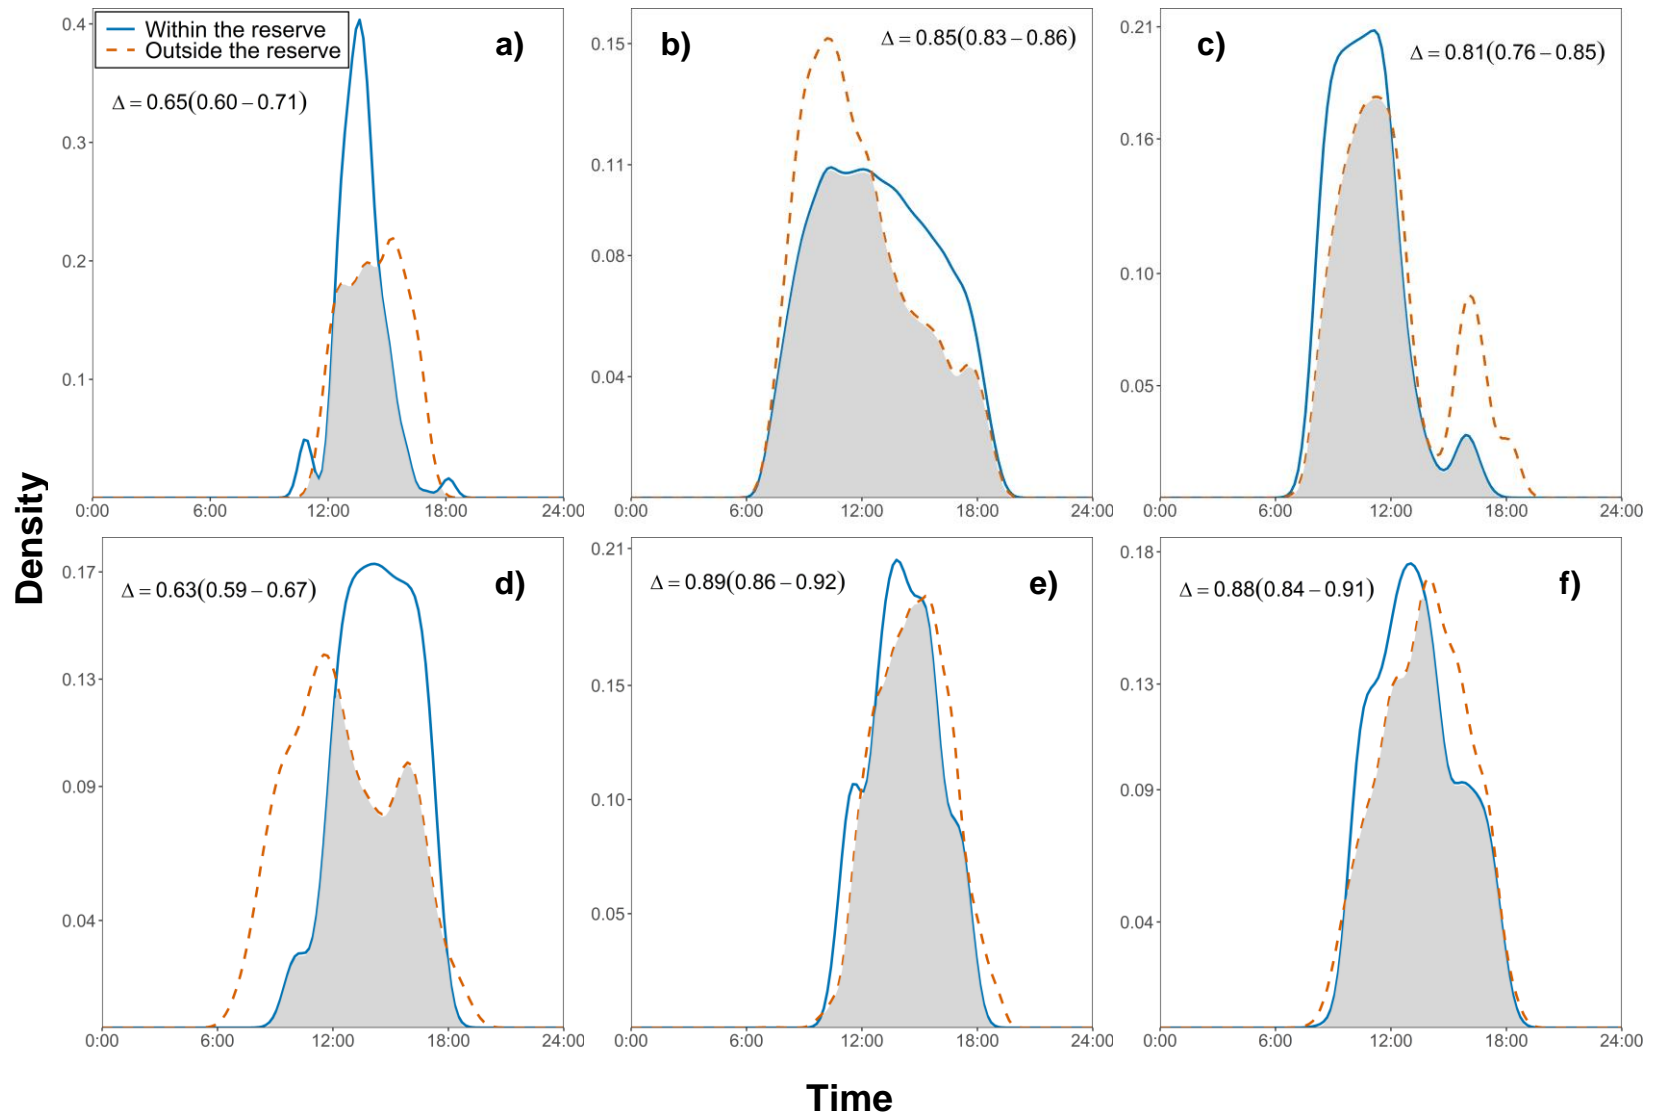 Within the reserve
Outside the reserve
a)
Δ = 0.65(0.60 – 0.71)
0.4
0.3
0.2
0.1
0:00 6:00 12:00 18:00 24:00
b)
Δ = 0.85(0.83 – 0.86)
0.15
0.11
0.08
0.04
0:00 6:00 12:00 18:00 24:00
c)
Δ = 0.81(0.76 – 0.85)
0.21
0.16
0.10
0.05
0:00 6:00 12:00 18:00 24:00
Density
d)
Δ = 0.63(0.59 – 0.67)
0.17
0.13
0.09
0.04
0:00 6:00 12:00 18:00 24:00
e)
Δ = 0.89(0.86 – 0.92)
0.21
0.15
0.10
0.05
0:00 6:00 12:00 18:00 24:00
f)
Δ = 0.88(0.84 – 0.91)
0.18
0.13
0.09
0.04
0:00 6:00 12:00 18:00 24:00
Time